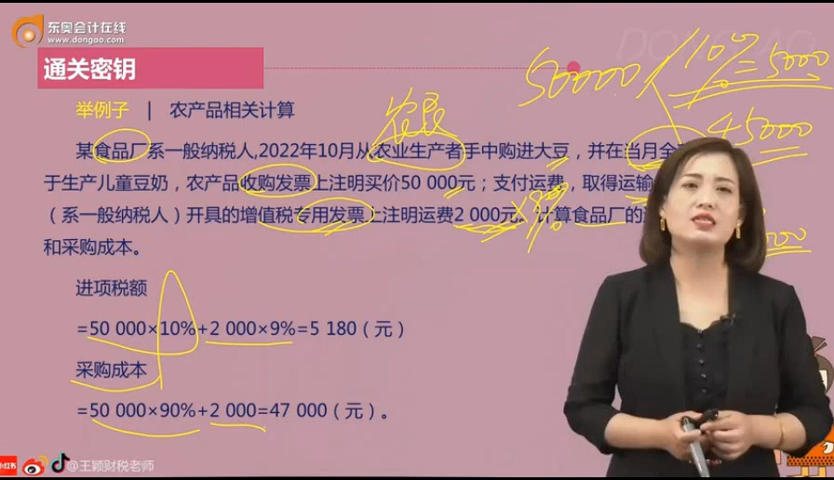 东奥会计在线
www.dongao.com
通关密钥
举例子 | 农产品相关计算
50000 10% =5000
农民
45000
某食品厂系一般纳税人,2022年10月从农业生产者手中购进大豆,并在当月全
于生产儿童豆奶,农产品收购发票上注明买价50 000元;支付运费,取得运输
(系一般纳税人)开具的增值税专用发票上注明运费2 000元。计算食品厂的
和采购成本。
进项税额
=50 000×10%+2 000×9%=5 180(元)
采购成本
=50 000×90%+2 000=47 000(元)。
小红书
@王颖财税老师